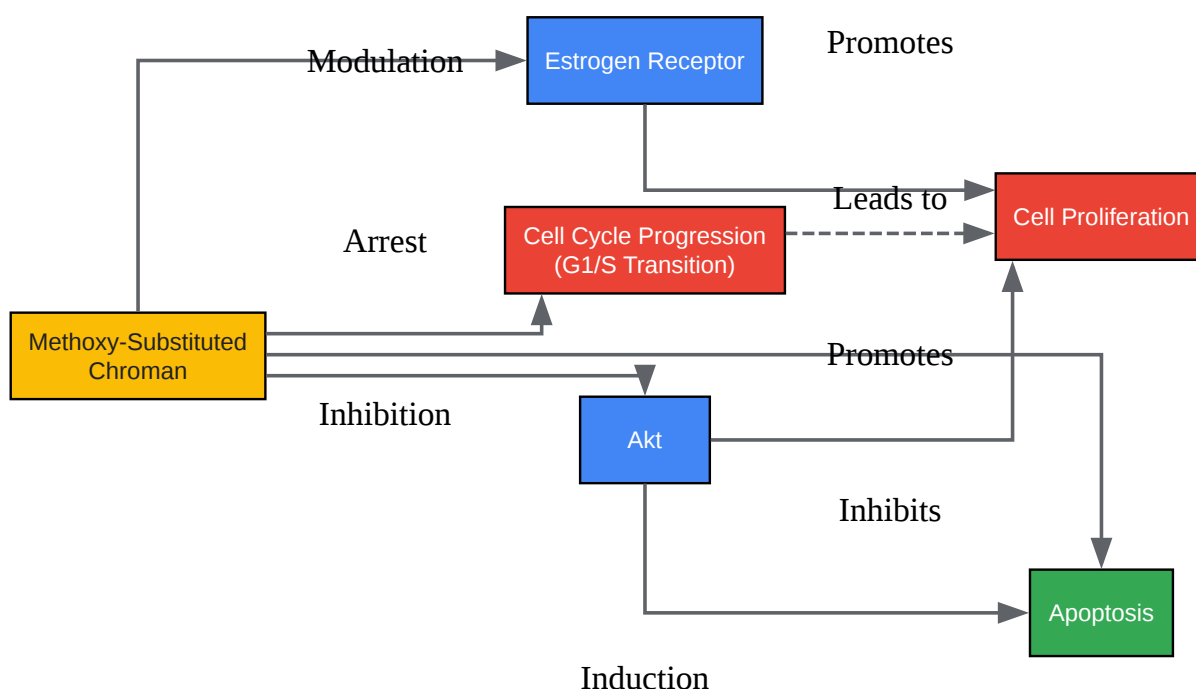 Estrogen Receptor
Promotes
Modulation
Leads to
Cell Proliferation
Cell Cycle Progression
(G1/S Transition)
Arrest
Methoxy-Substituted
Chroman
Promotes
Inhibition
Akt
Inhibits
Apoptosis
Induction